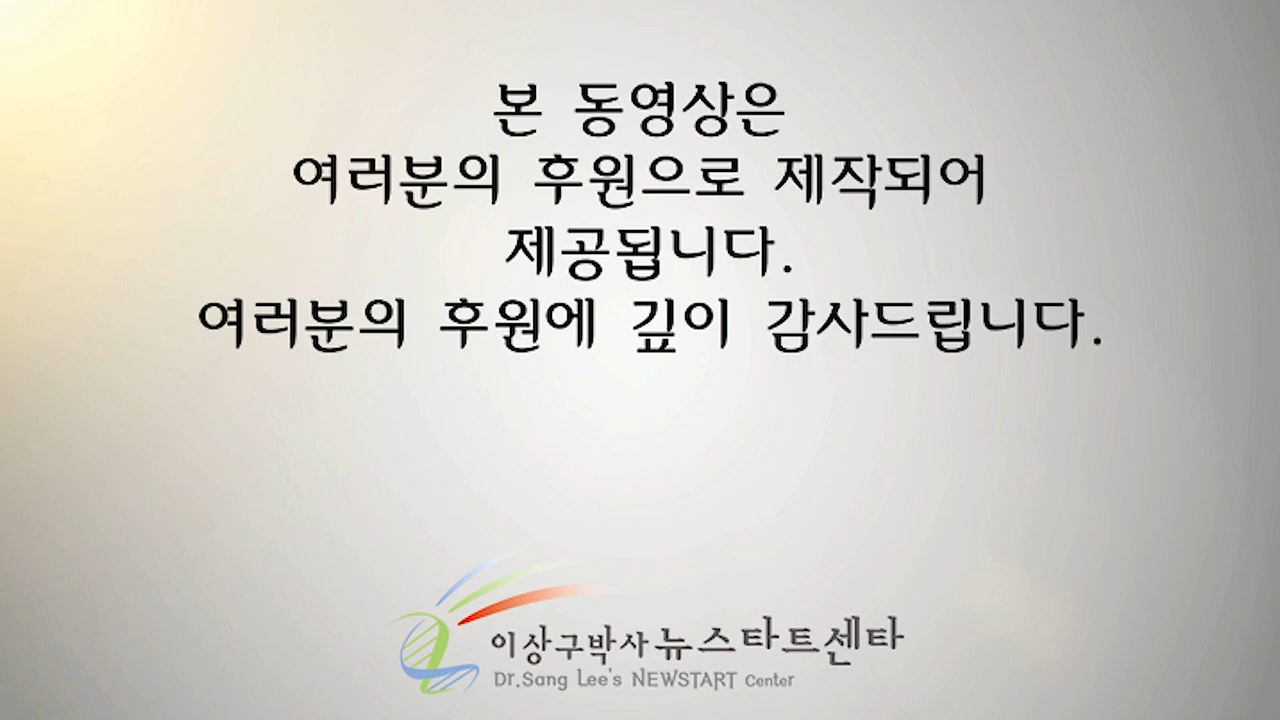 본 동영상은
여러분의 후원으로 제작되어
제공됩니다.
여러분의 후원에 깊이 감사드립니다.
이상구박사 뉴스타트센타
Dr.Sang Lee's NEWSTART Center